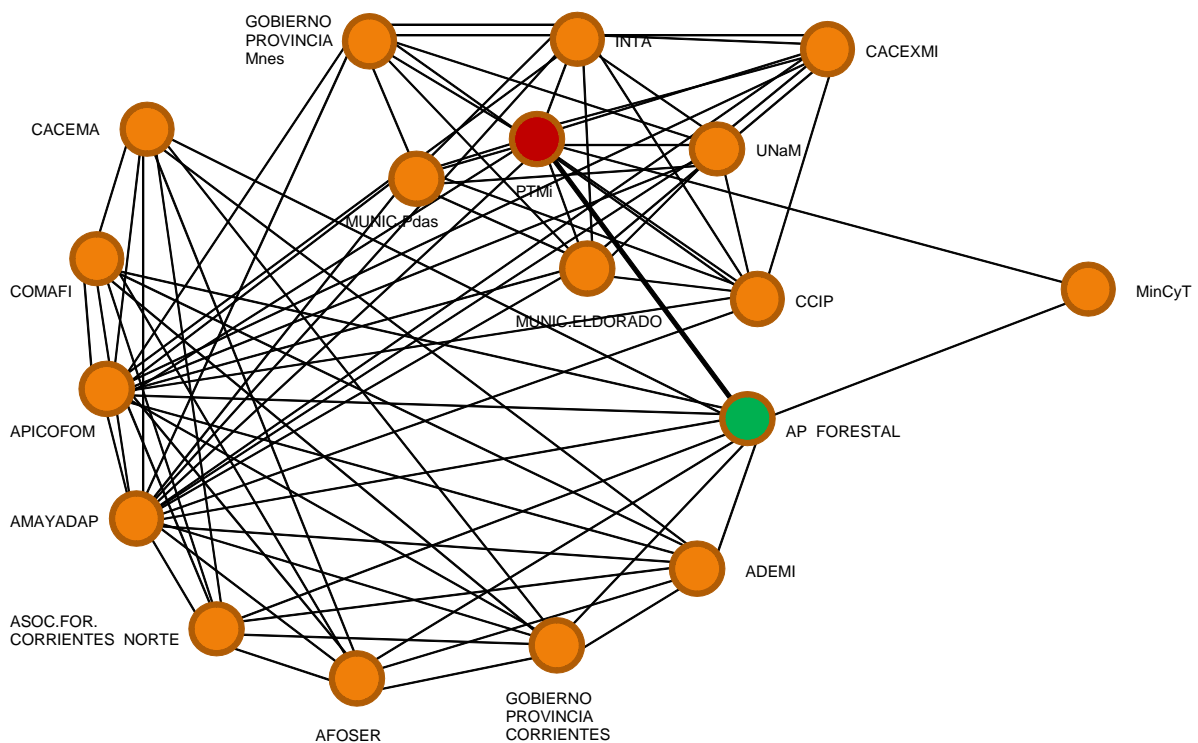 GOBIERNO
PROVINCIA
Mnes
INTA
CACEXMI
CACEMA
UNaM
PTMi
MUNIC.Pdas
COMAFI
MinCyT
CCIP
MUNIC.ELDORADO
APICOFOM
AP FORESTAL
AMAYADAP
ADEMI
ASOC.FOR.
CORRIENTES NORTE
GOBIERNO
PROVINCIA
CORRIENTES
AFOSER